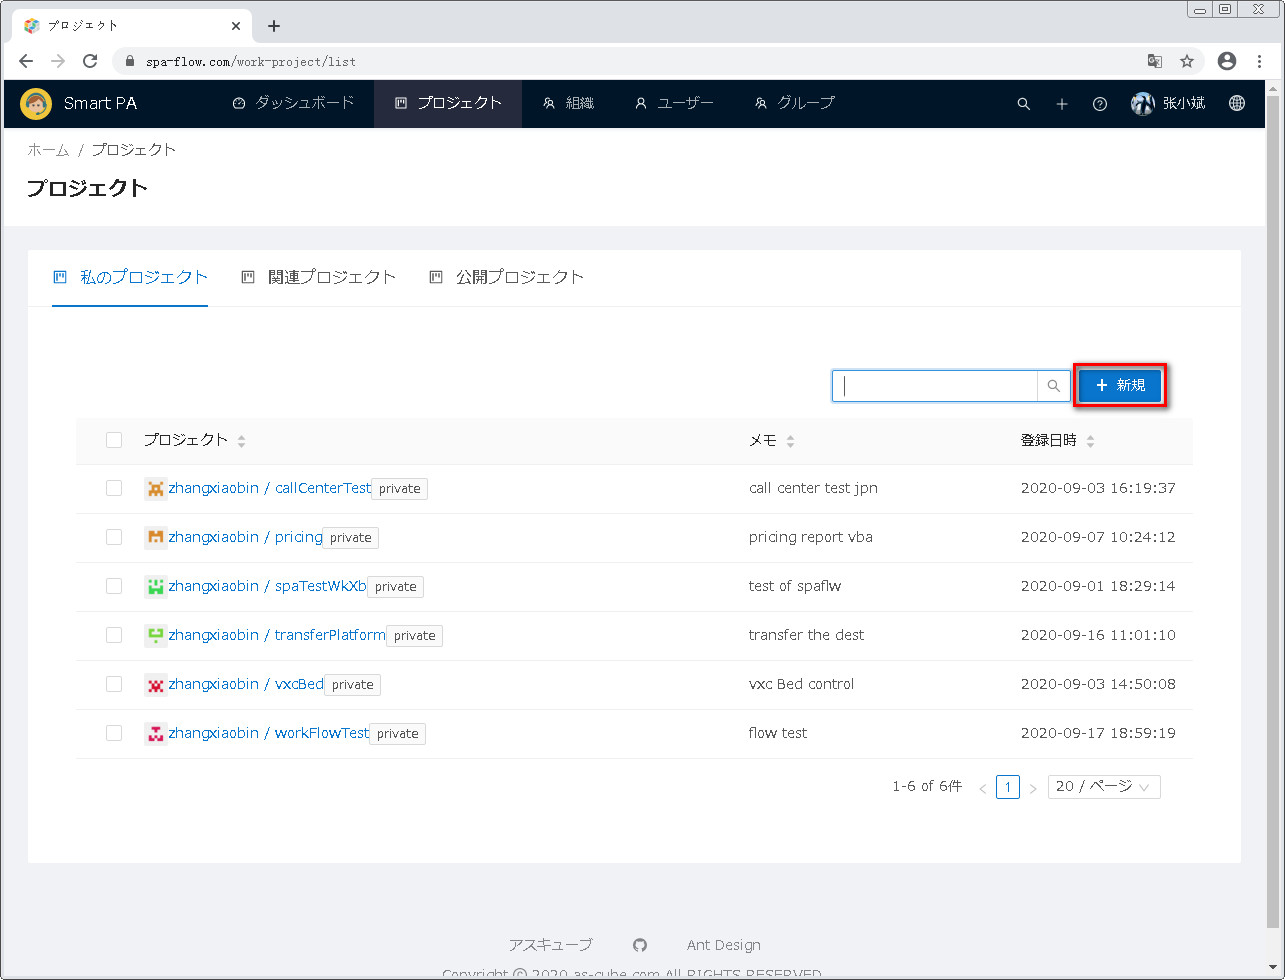 プロジェクト
spa-flow.com/work-project/list
Smart PA ダッシュボード プロジェクト 組織 ユーザー グループ 张小斌
ホーム / プロジェクト
プロジェクト
私のプロジェクト 関連プロジェクト 公開プロジェクト
新規
プロジェクト メモ 登録日時
zhangxiaobin / callCenterTest private call center test jpn 2020-09-03 16:19:37
zhangxiaobin / pricing private pricing report vba 2020-09-07 10:24:12
zhangxiaobin / spaTestWkXb private test of spaflw 2020-09-01 18:29:14
zhangxiaobin / transferPlatform private transfer the dest 2020-09-16 11:01:10
zhangxiaobin / vxcBed private vxc Bed control 2020-09-03 14:50:08
zhangxiaobin / workFlowTest private flow test 2020-09-17 18:59:19
1-6 of 6件 < 1 > 20 / ページ
アスキューブ Ant Design
Copyright © 2020 as-cube.com All RIGHTS RESERVED